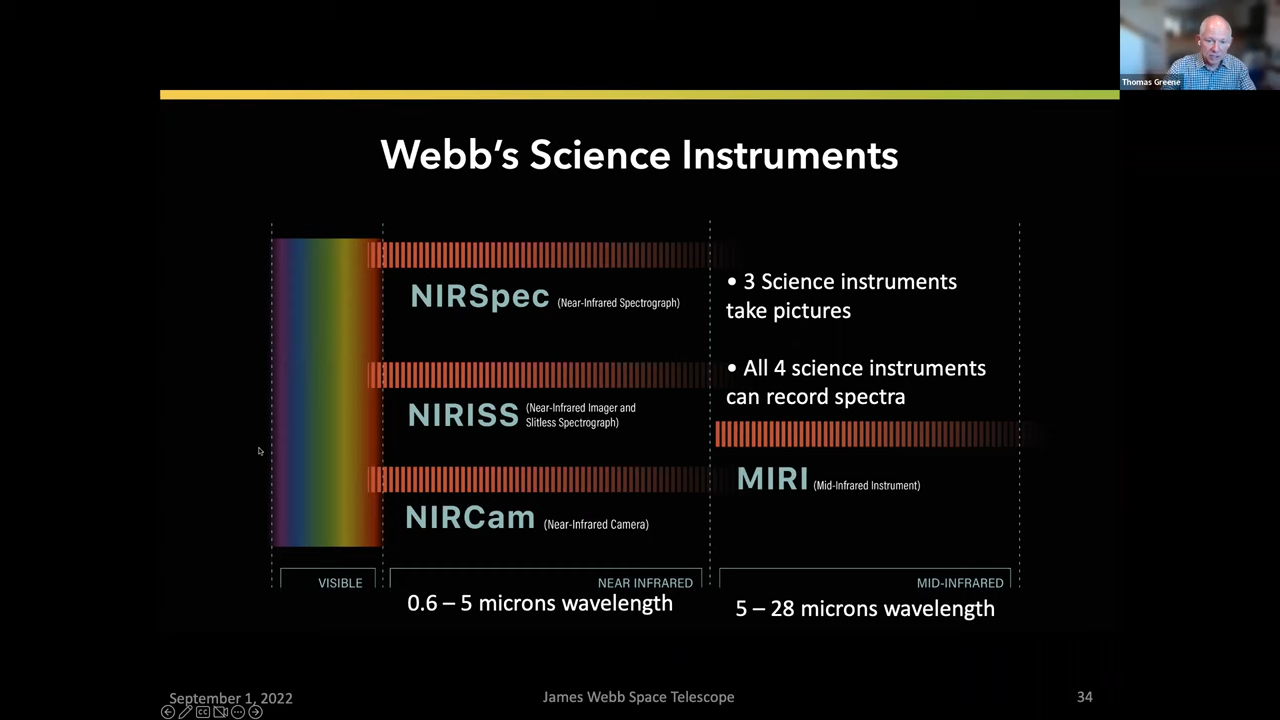 Thomas Greene
Webb's Science Instruments
NIRSpec (Near-Infrared Spectrograph)
• 3 Science instruments
take pictures
• All 4 science instruments
can record spectra
NIRISS (Near-Infrared Imager and
Slitless Spectrograph)
MIRI (Mid-Infrared Instrument)
NIRCam (Near-Infrared Camera)
VISIBLE
NEAR INFRARED
MID-INFRARED
0.6 – 5 microns wavelength
5 – 28 microns wavelength
September 1, 2022
James Webb Space Telescope
34